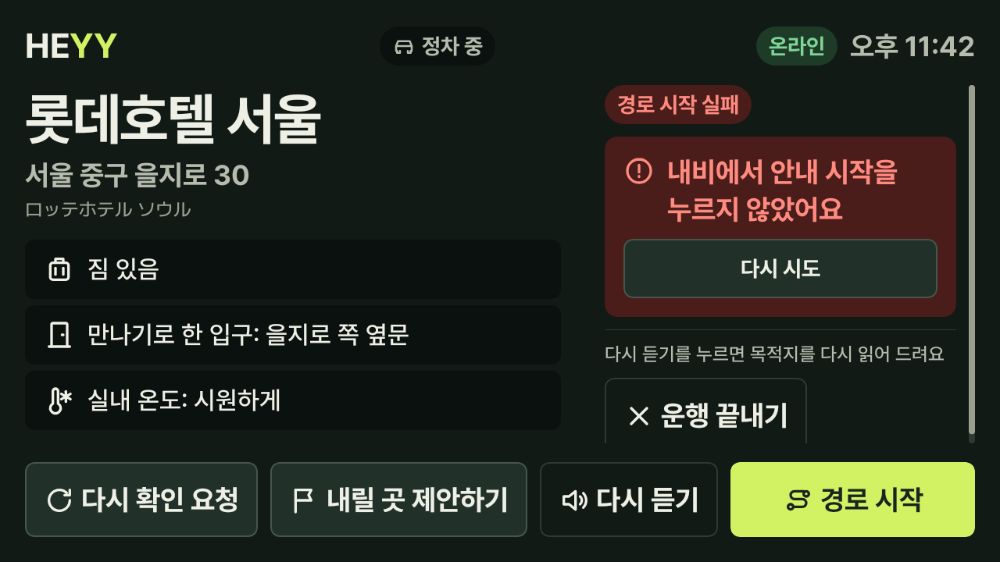 HEYY
정차 중
온라인
오후 11:42
롯데호텔 서울
서울 중구 을지로 30
ロッテホテル ソウル
짐 있음
만나기로 한 입구: 을지로 쪽 옆문
실내 온도: 시원하게
경로 시작 실패
내비에서 안내 시작을
누르지 않았어요
다시 시도
다시 듣기를 누르면 목적지를 다시 읽어 드려요
운행 끝내기
다시 확인 요청
내릴 곳 제안하기
다시 듣기
경로 시작